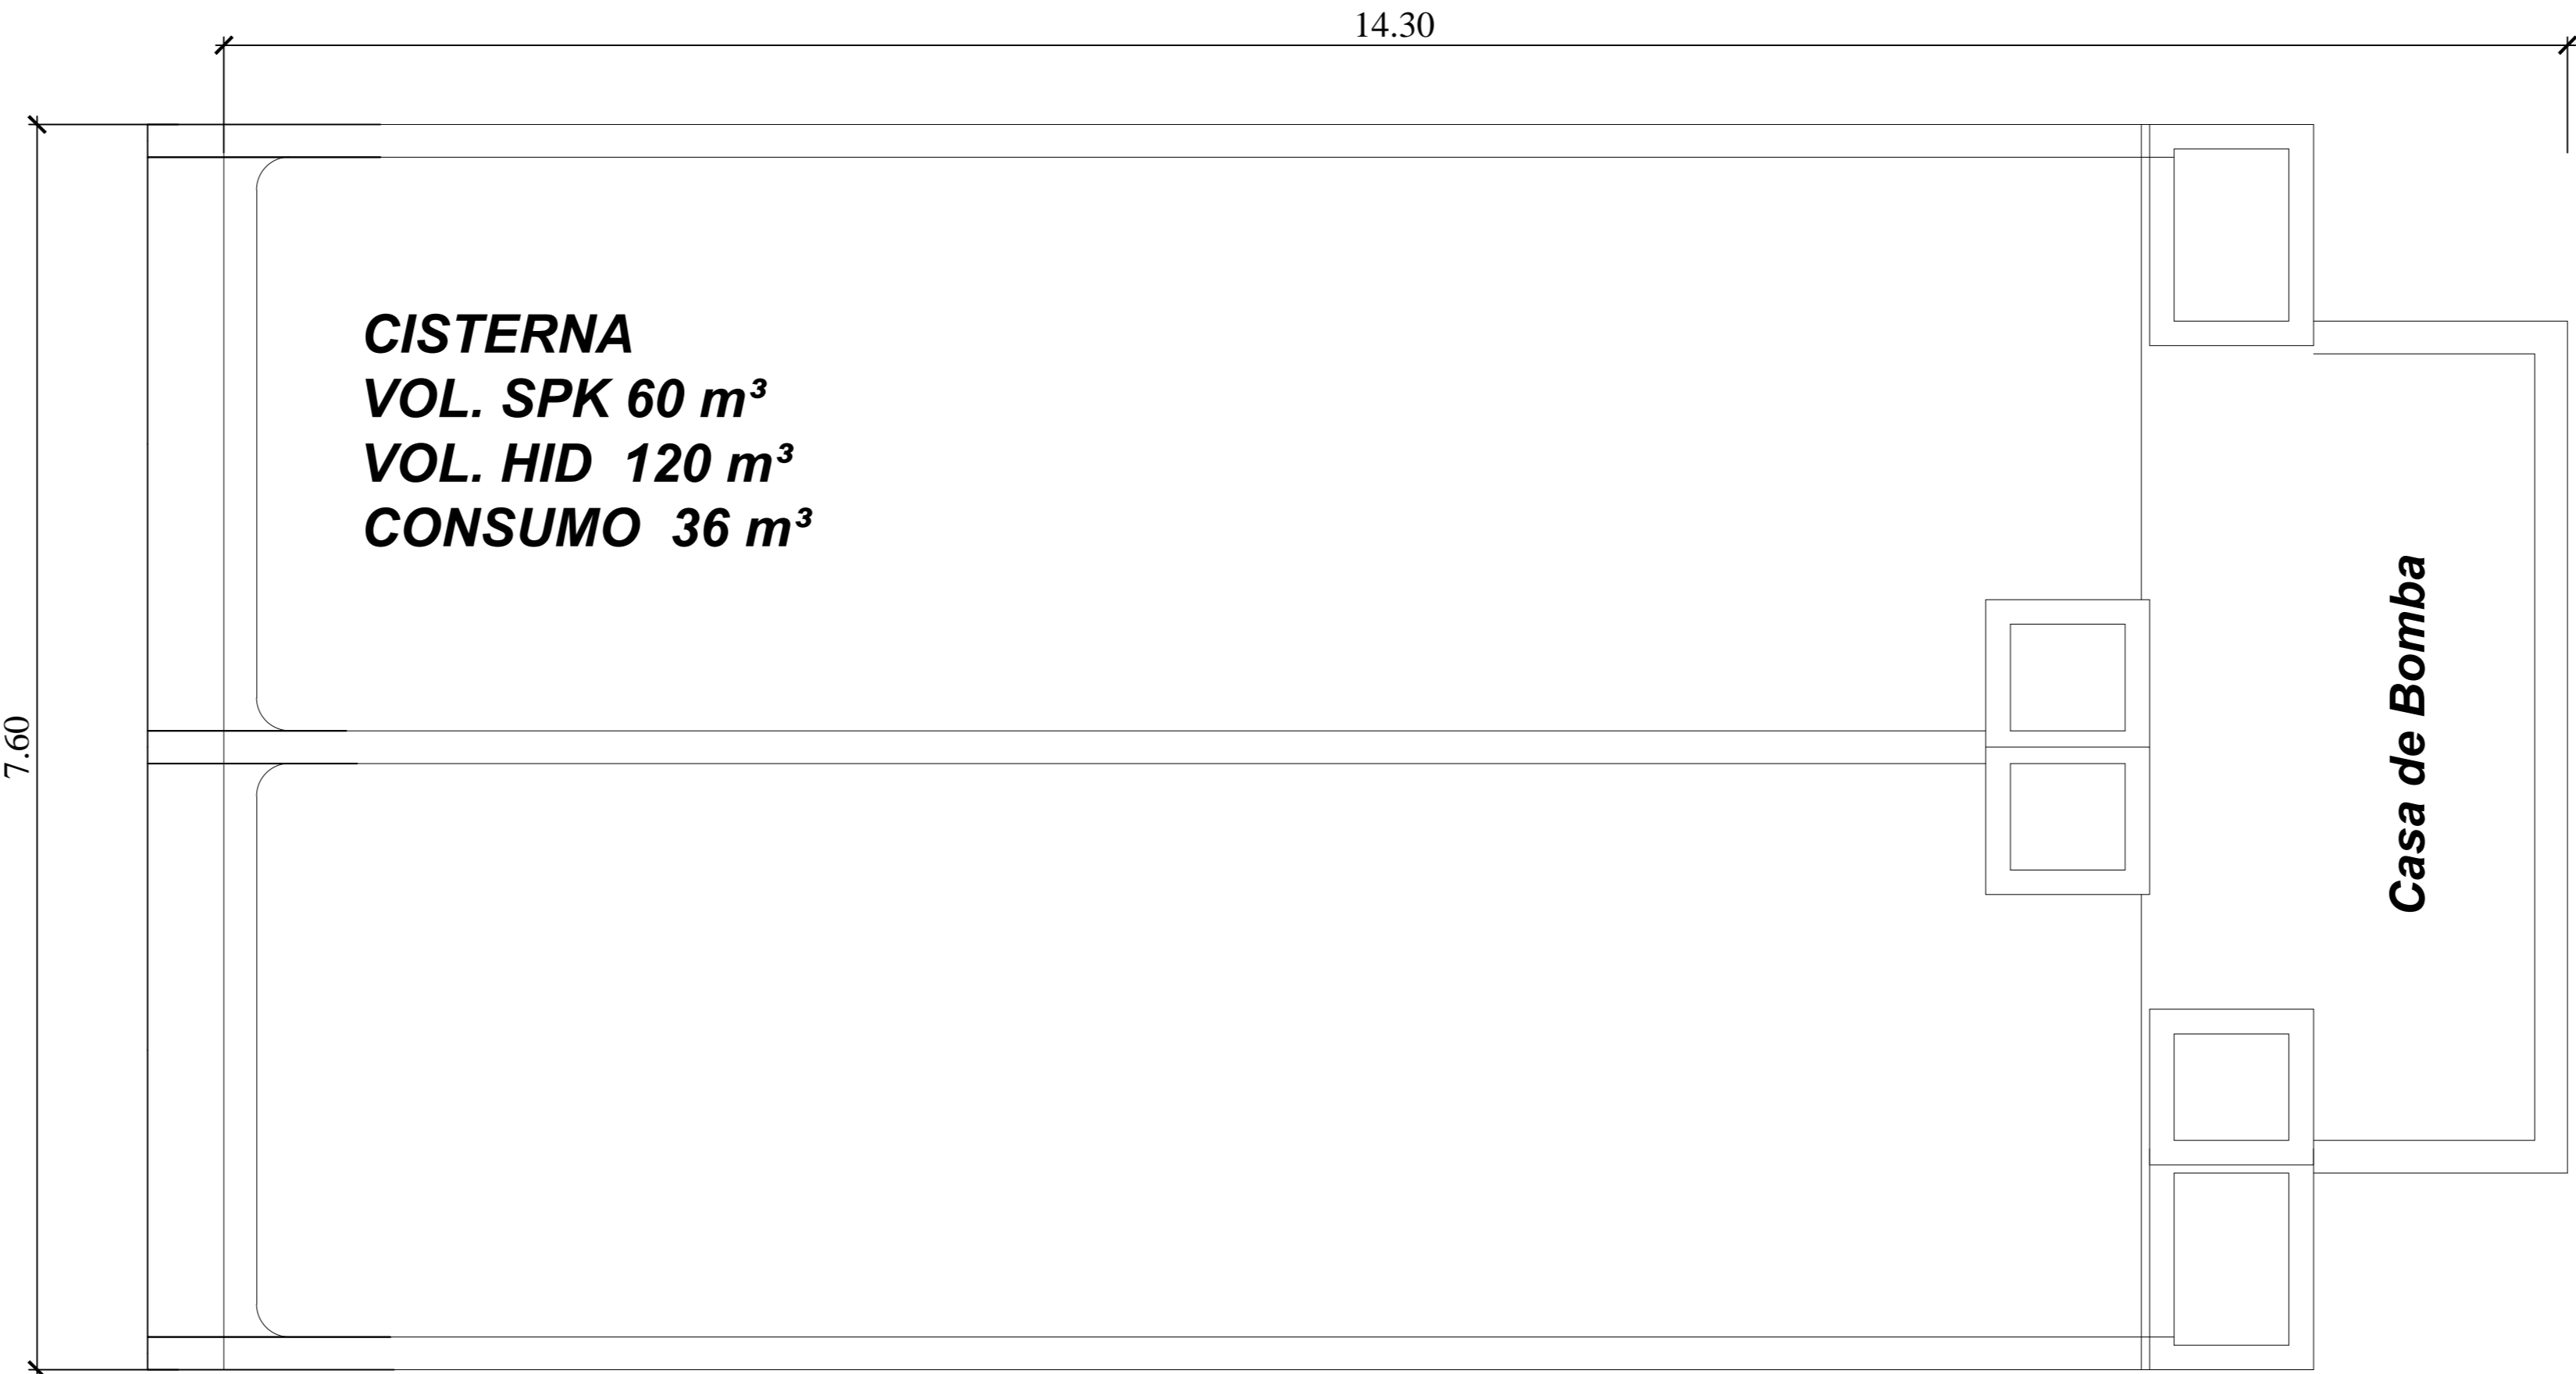 14.30
CISTERNA
VOL. SPK 60 m³
VOL. HID 120 m³
CONSUMO 36 m³
Casa de Bomba
7.60